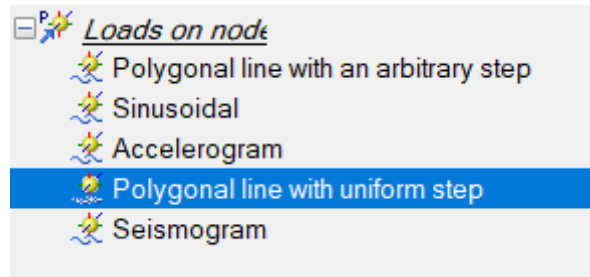 Loads on node
Polygonal line with an arbitrary step
Sinusoidal
Accelerogram
Polygonal line with uniform step
Seismogram